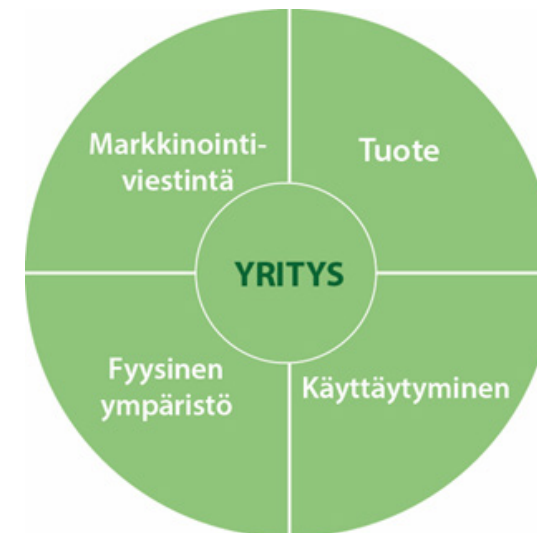 Markkinointi-
viestintä
Tuote
YRITYS
Fyysinen
ympäristö
Käyttäytyminen